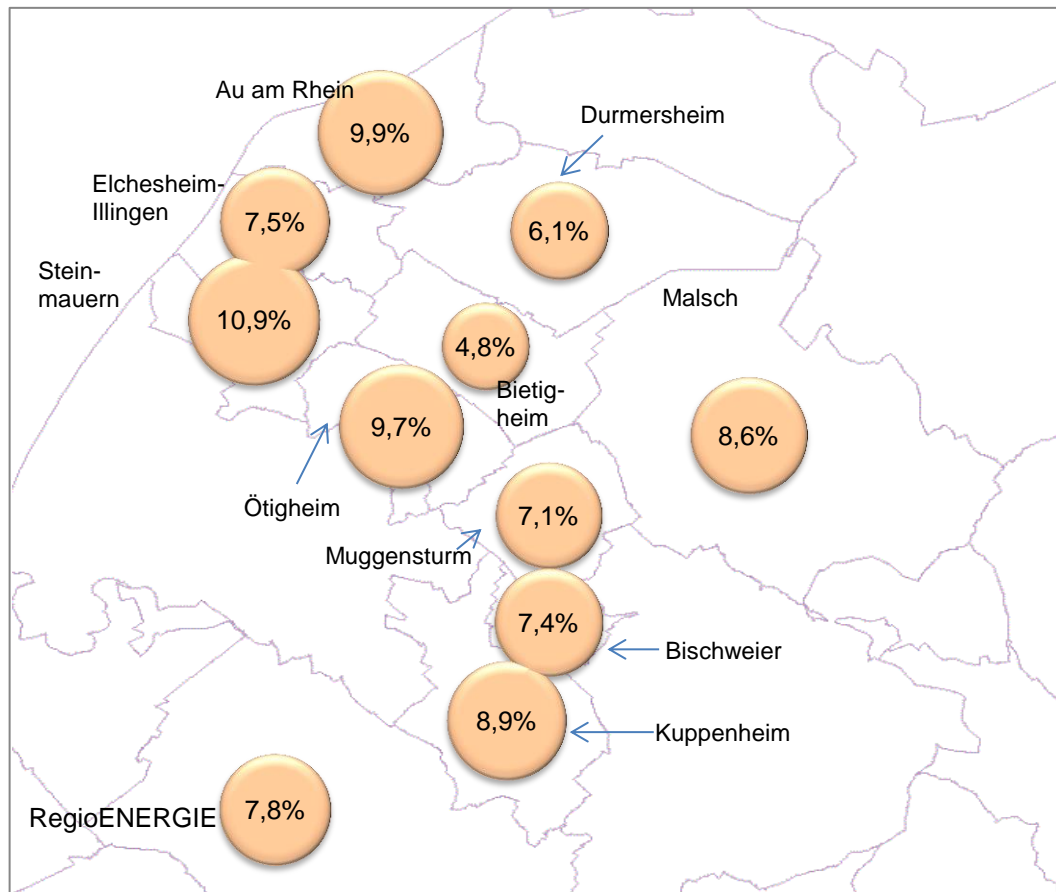 Au am Rhein
9,9%
Durmersheim
Elchesheim-
Illingen
7,5%
6,1%
Stein-
mauern
10,9%
Malsch
4,8%
Bietig-
heim
9,7%
8,6%
Ötigheim
7,1%
Muggensturm
7,4%
Bischweier
8,9%
Kuppenheim
RegioENERGIE
7,8%